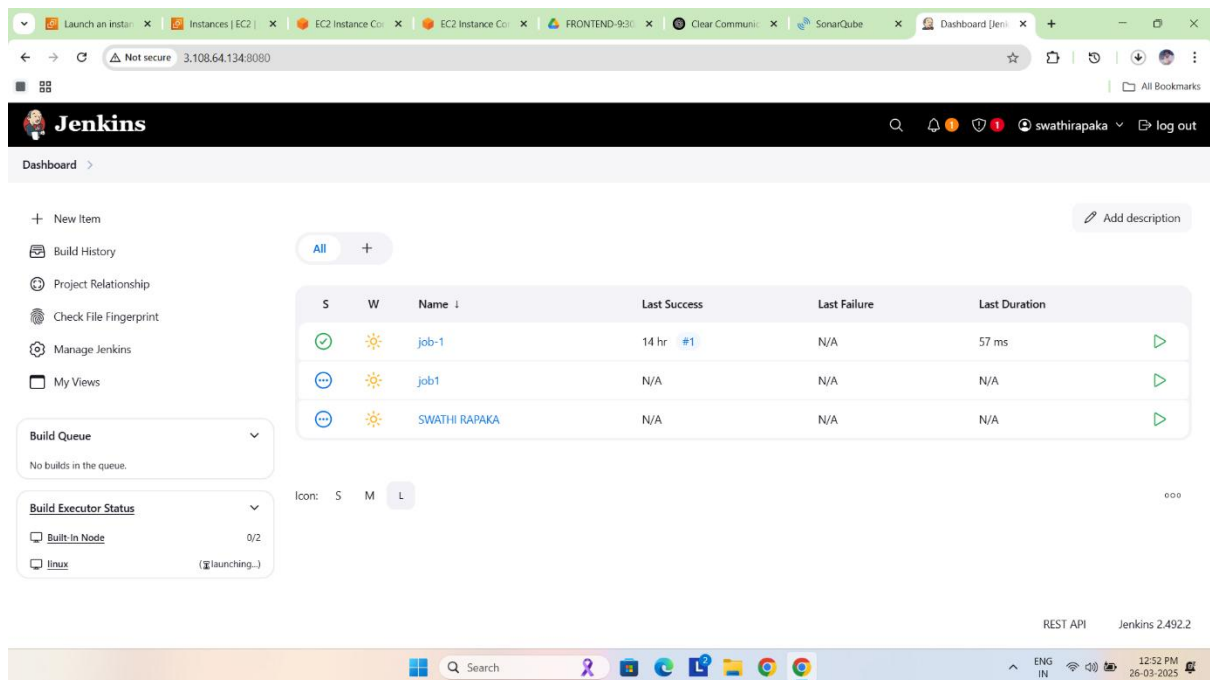 Launch an instan
Instances | EC2 |
EC2 Instance Con
EC2 Instance Con
FRONTEND-9:30
Clear Communic
SonarQube
Dashboard [Jenk
Not secure 3.108.64.134:8080
All Bookmarks
Jenkins
1 1 swathirapaka log out
Dashboard >
+ New Item
Add description
Build History
All +
Project Relationship
Check File Fingerprint
Manage Jenkins
My Views
S W Name ↓ Last Success Last Failure Last Duration
job-1 14 hr #1 N/A 57 ms
job1 N/A N/A N/A
SWATHI RAPAKA N/A N/A N/A
Build Queue
No builds in the queue.
Icon: S M L
Build Executor Status
Built-In Node 0/2
linux (launching...)
REST API Jenkins 2.492.2
Search
2
ENG
IN
12:52 PM
26-03-2025